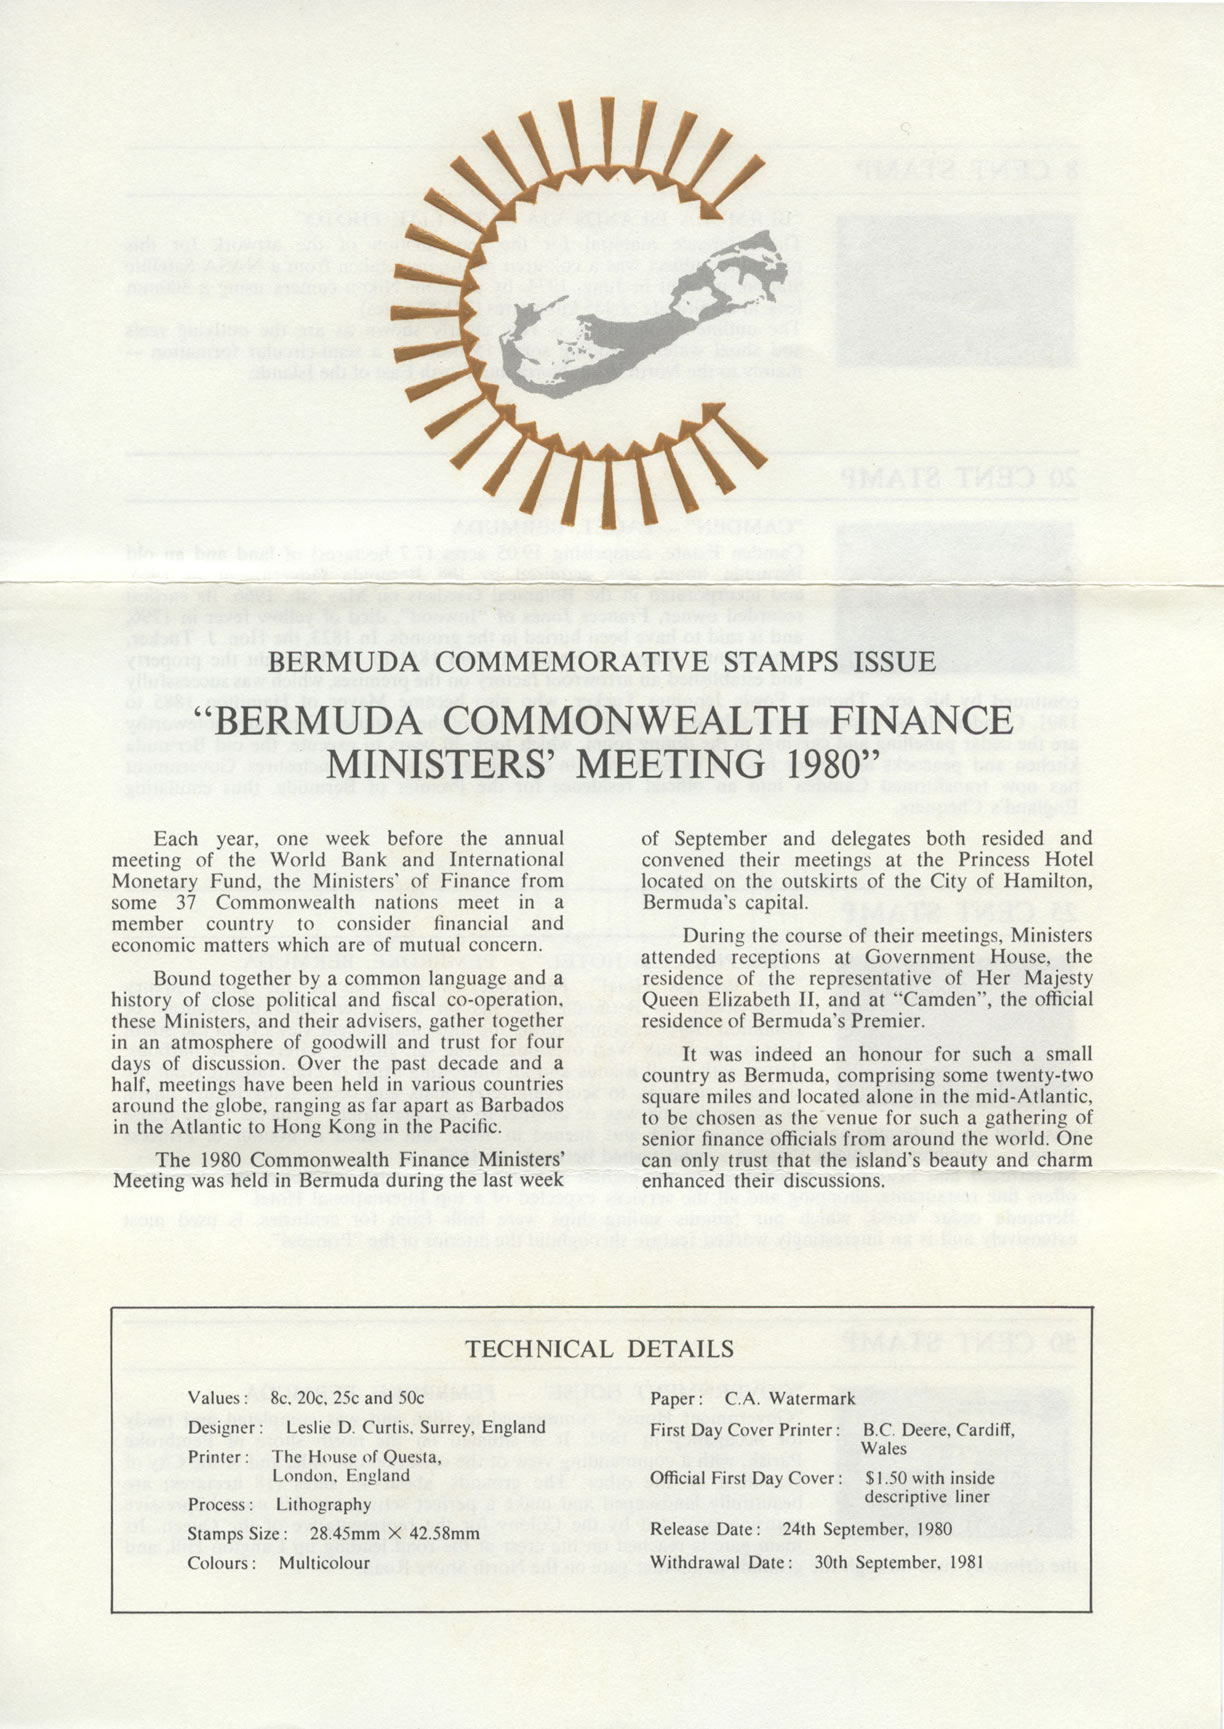 BERMUDA COMMEMORATIVE STAMPS ISSUE
“BERMUDA COMMONWEALTH FINANCE
MINISTERS’ MEETING 1980”
Each year, one week before the annual
meeting of the World Bank and International
Monetary Fund, the Ministers’ of Finance from
some 37 Commonwealth nations meet in a
member country to consider financial and
economic matters which are of mutual concern.
Bound together by a common language and a
history of close political and fiscal co-operation,
these Ministers, and their advisers, gather together
in an atmosphere of goodwill and trust for four
days of discussion. Over the past decade and a
half, meetings have been held in various countries
around the globe, ranging as far apart as Barbados
in the Atlantic to Hong Kong in the Pacific.
The 1980 Commonwealth Finance Ministers’
Meeting was held in Bermuda during the last week
of September and delegates both resided and
convened their meetings at the Princess Hotel
located on the outskirts of the City of Hamilton,
Bermuda’s capital.
During the course of their meetings, Ministers
attended receptions at Government House, the
residence of the representative of Her Majesty
Queen Elizabeth II, and at “Camden”, the official
residence of Bermuda’s Premier.
It was indeed an honour for such a small
country as Bermuda, comprising some twenty-two
square miles and located alone in the mid-Atlantic,
to be chosen as the venue for such a gathering of
senior finance officials from around the world. One
can only trust that the island’s beauty and charm
enhanced their discussions.
TECHNICAL DETAILS
Values: 8c, 20c, 25c and 50c
Designer: Leslie D. Curtis, Surrey, England
Printer: The House of Questa,
London, England
Process: Lithography
Stamps Size: 28.45mm × 42.58mm
Colours: Multicolour
Paper: C.A. Watermark
First Day Cover Printer: B.C. Deere, Cardiff,
Wales
Official First Day Cover: $1.50 with inside
descriptive liner
Release Date: 24th September, 1980
Withdrawal Date: 30th September, 1981